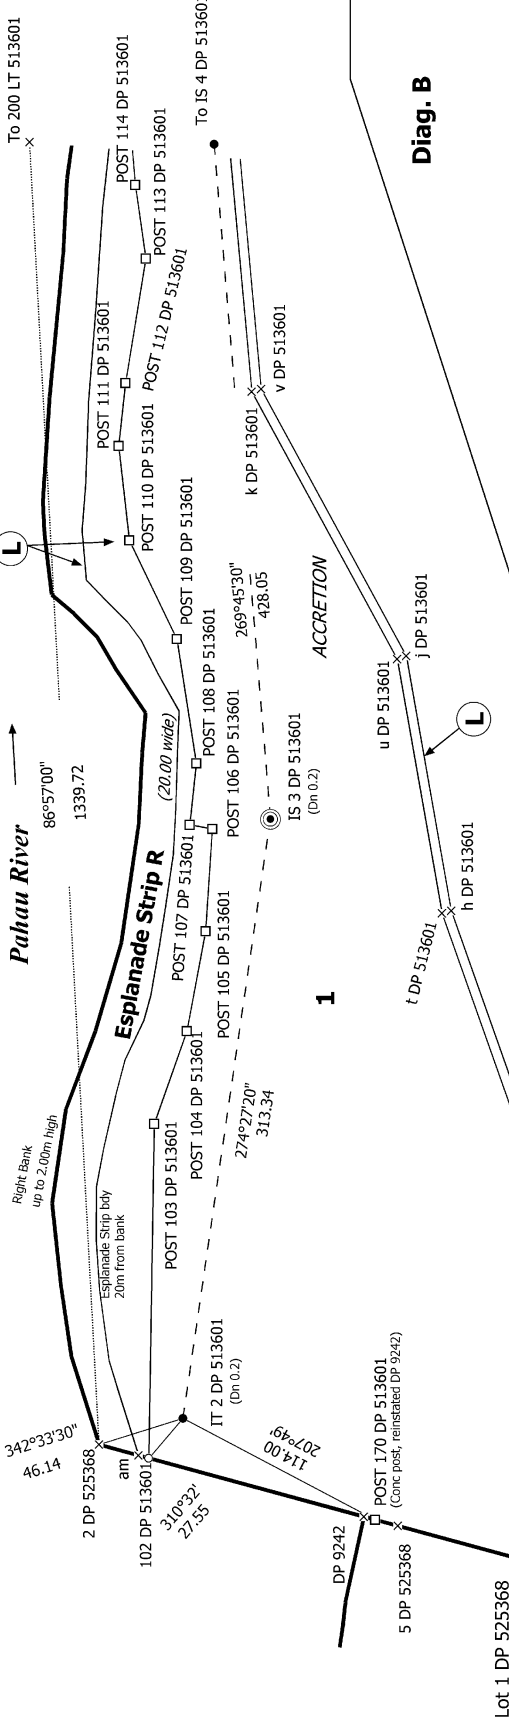 To 200 LT 513601
POST 114 DP 513601
POST 113 DP 513601
To IS 4 DP 513601
Diag. B
POST 112 DP 513601
POST 111 DP 513601
POST 110 DP 513601
v DP 513601
k DP 513601
L
POST 109 DP 513601
269°45'30"
428.05
ACCRETION
POST 108 DP 513601
j DP 513601
u DP 513601
L
Pahau River
86°57'00"
1339.72
(20.00 wide)
POST 106 DP 513601
IS 3 DP 513601
(Dn 0.2)
POST 107 DP 513601
Esplanade Strip R
POST 105 DP 513601
h DP 513601
t DP 513601
1
POST 104 DP 513601
274°27'20"
313.34
POST 103 DP 513601
Right Bank
up to 2.00m high
Esplanade Strip bdy
20m from bank
IT 2 DP 513601
(Dn 0.2)
342°33'30"
46.14
2 DP 525368
am
102 DP 513601
310°32'
27.55
114.00
207°49'
POST 170 DP 513601
(Conc post, reinstated DP 9242)
DP 9242
5 DP 525368
Lot 1 DP 525368